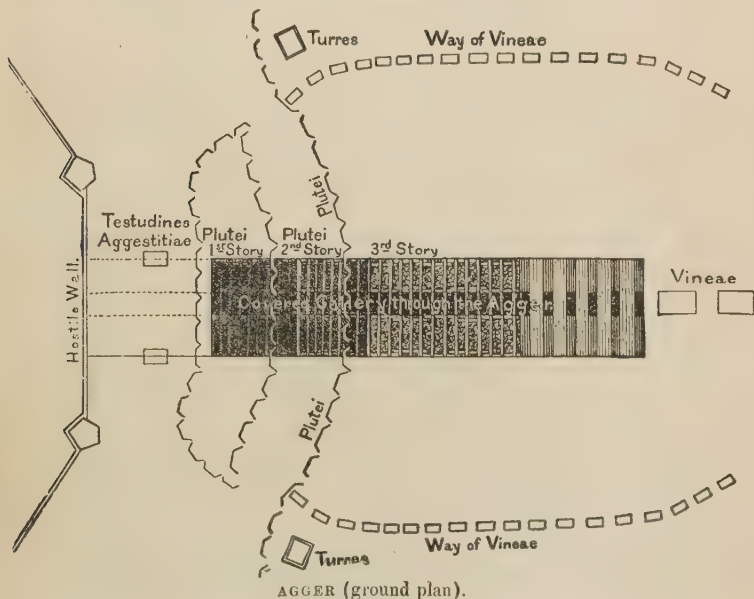 Turres
Way of Vineae
Plutei
Testudines
Aggestitiae
Plutei
1st Story
Plutei
2nd Story
3rd Story
Hostile Wall.
Covered Gallery through the Agger
Vineae
Plutei
Way of Vineae
Turres
AGGER (ground plan).